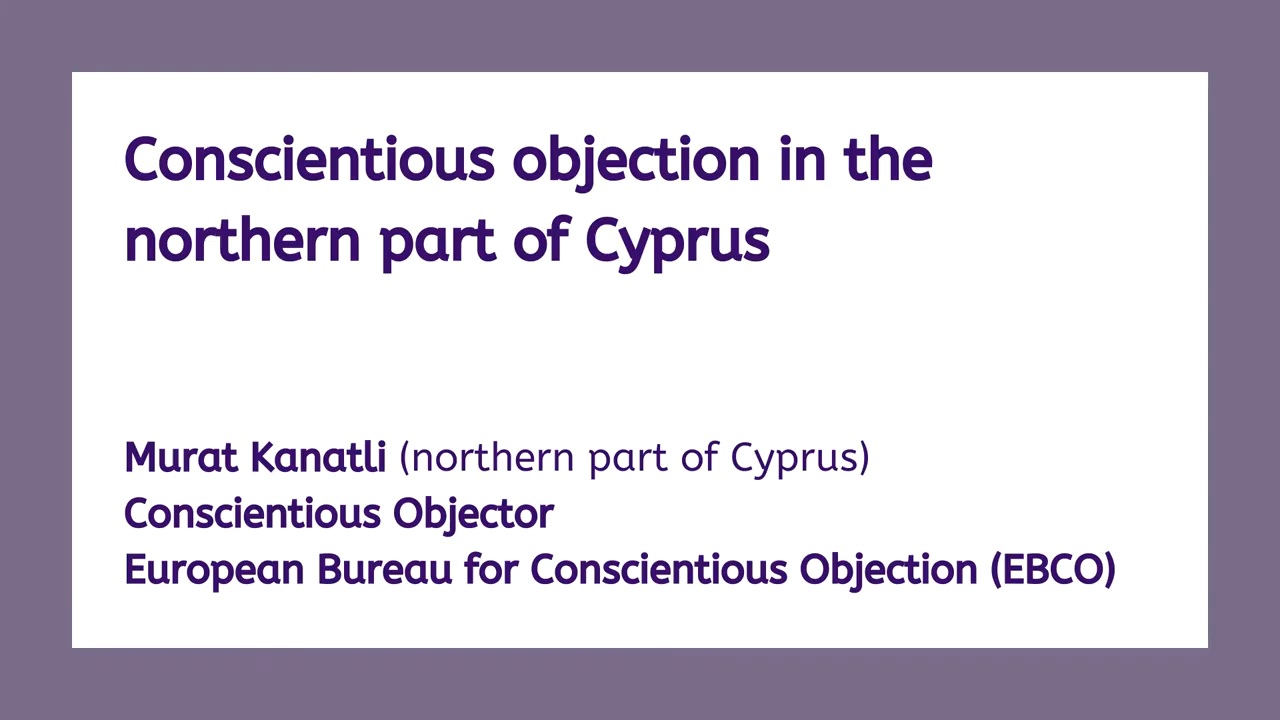 Conscientious objection in the
northern part of Cyprus
Murat Kanatli (northern part of Cyprus)
Conscientious Objector
European Bureau for Conscientious Objection (EBCO)